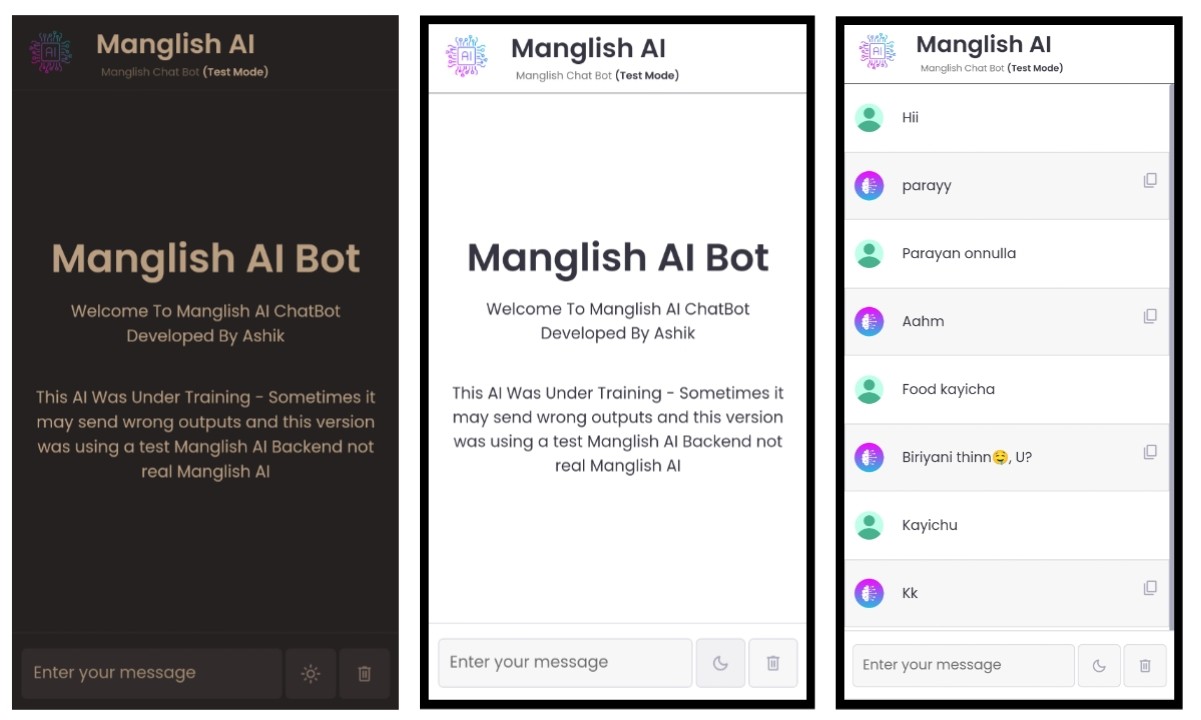 Manglish AI
Manglish Chat Bot (Test Mode)
Manglish AI Bot
Welcome To Manglish AI ChatBot
Developed By Ashik
This AI Was Under Training - Sometimes it
may send wrong outputs and this version
was using a test Manglish AI Backend not
real Manglish AI
Enter your message
AI
Manglish AI
Manglish Chat Bot (Test Mode)
Manglish AI Bot
Welcome To Manglish AI ChatBot
Developed By Ashik
This AI Was Under Training - Sometimes it
may send wrong outputs and this version
was using a test Manglish AI Backend not
real Manglish AI
Enter your message
AI
Manglish AI
Manglish Chat Bot (Test Mode)
Hii
parayy
Parayan onnulla
Aahm
Food kayicha
Biriyani thinn🤤, U?
Kayichu
Kk
Enter your message
AI